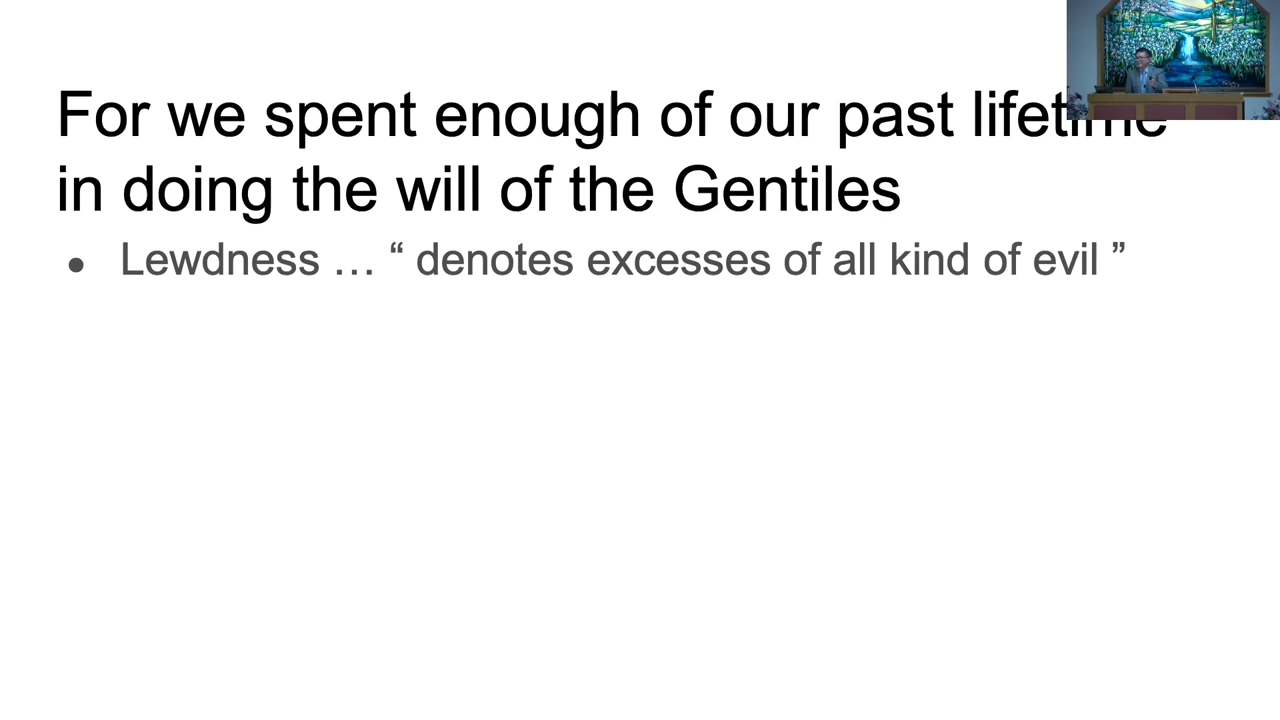 For we spent enough of our past lifetime
in doing the will of the Gentiles
● Lewdness … “ denotes excesses of all kind of evil ”